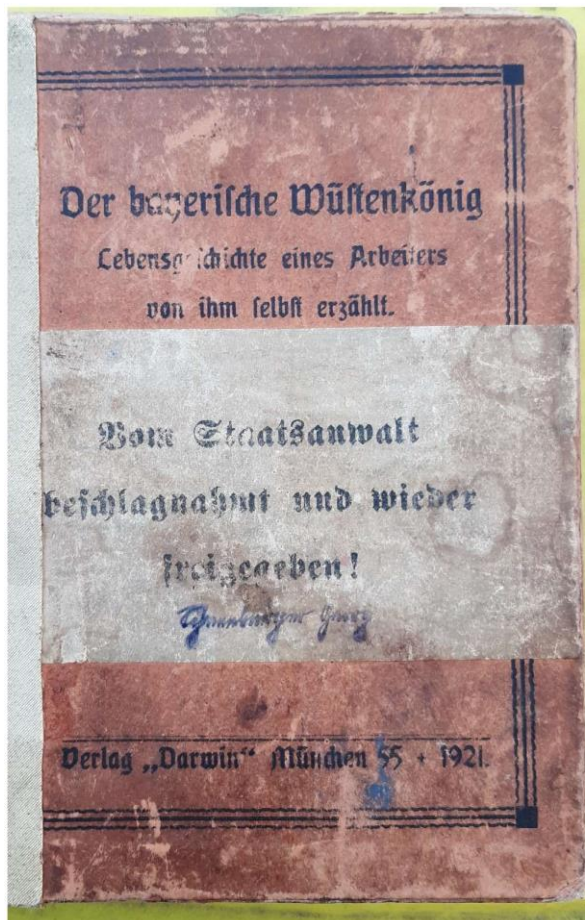 Der bayerische Wüstenkönig
Lebensgeschichte eines Arbeiters
von ihm selbst erzählt.
Vom Staatsanwalt
beschlagnahmt und wieder
freigegeben!
Georg
Verlag „Darwin“ München 55 + 1921.